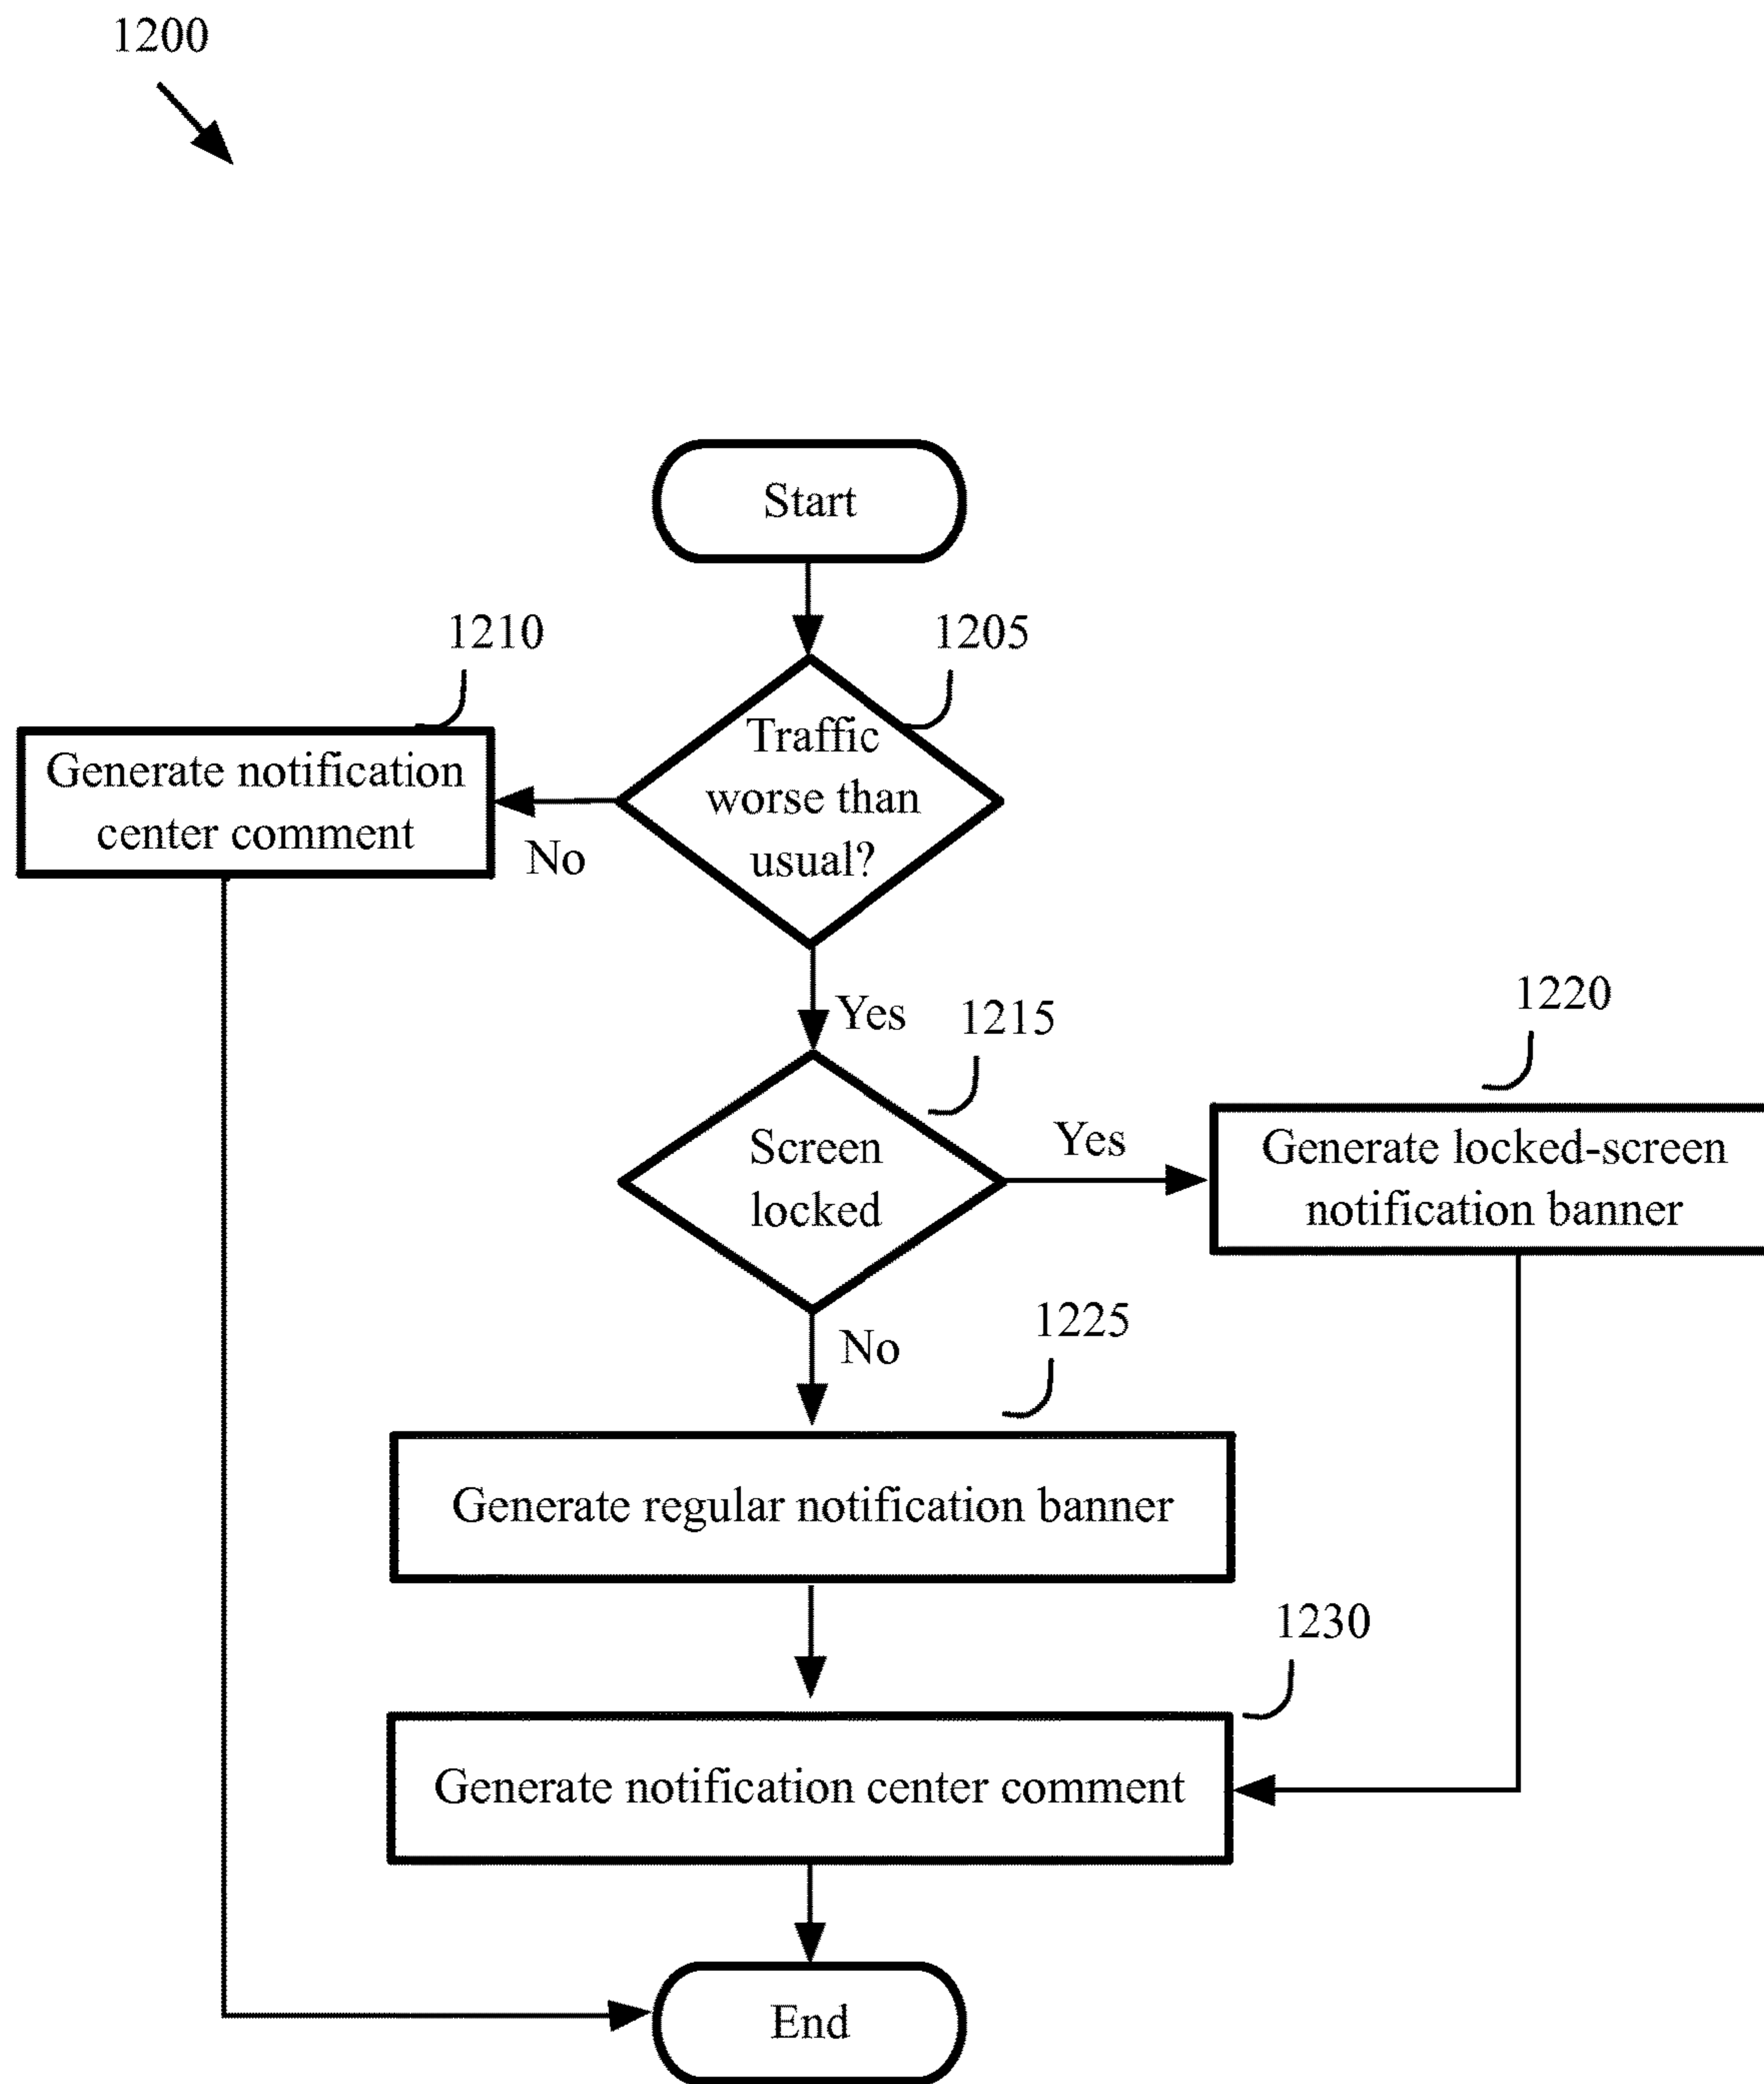 1200
Start
1210
1205
Generate notification
center comment
Traffic
worse than
usual?
No
Yes
1215
1220
Screen
locked
Yes
Generate locked-screen
notification banner
No
1225
Generate regular notification banner
1230
Generate notification center comment
End